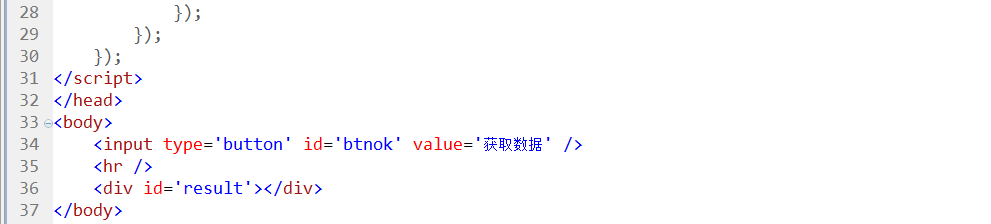 28            });
29        });
30    });
31 </script>
32 </head>
33 <body>
34    <input type='button' id='btnok' value='获取数据' />
35    <hr />
36    <div id='result'></div>
37 </body>